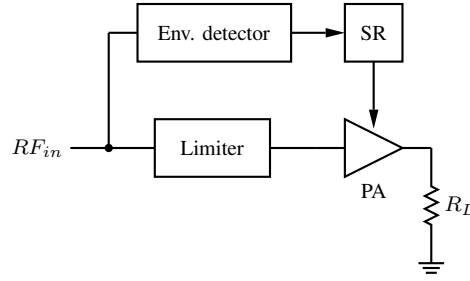 Env. detector
SR
RF_in
Limiter
PA
R_L